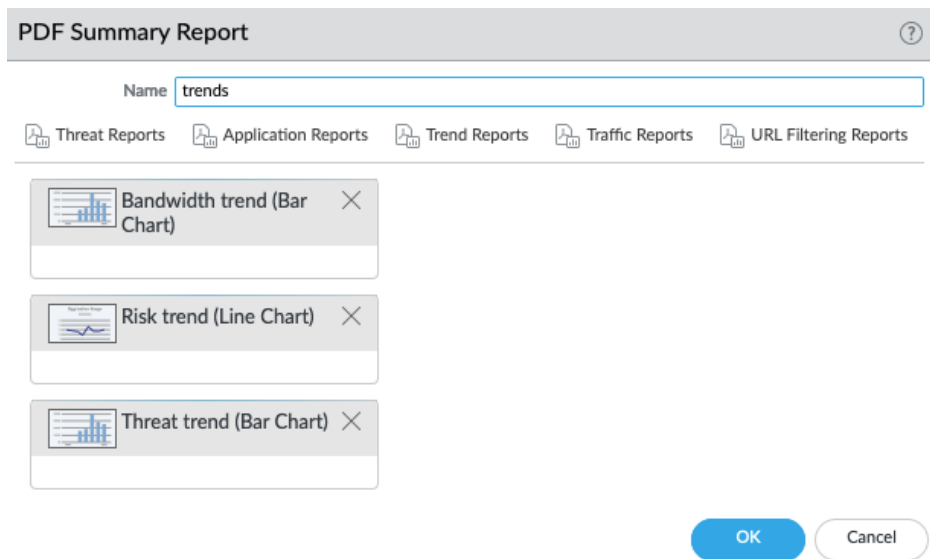 PDF Summary Report
Name trends
Threat Reports Application Reports Trend Reports Traffic Reports URL Filtering Reports
Bandwidth trend (Bar
Chart)
Risk trend (Line Chart)
Threat trend (Bar Chart)
OK Cancel